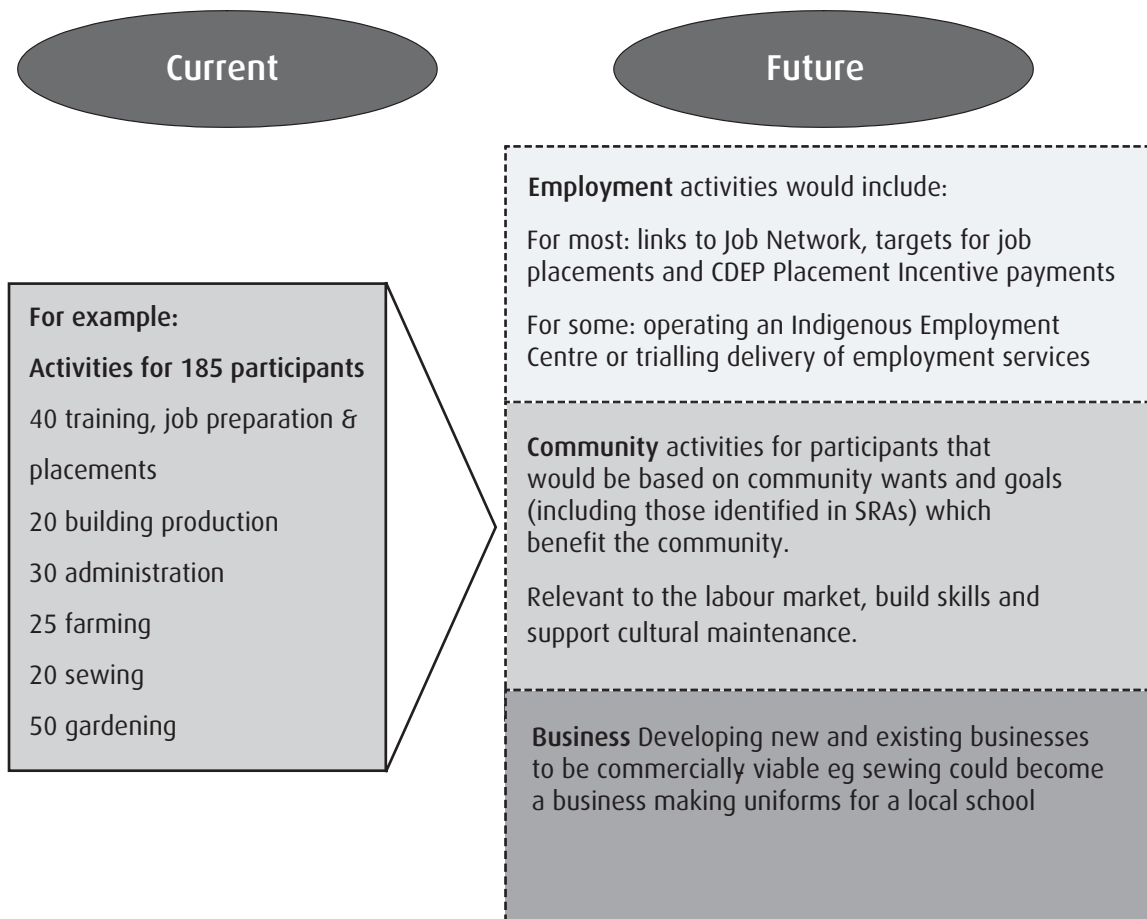 Current
Future
For example:
Activities for 185 participants
40 training, job preparation &
placements
20 building production
30 administration
25 farming
20 sewing
50 gardening
Employment activities would include:
For most: links to Job Network, targets for job
placements and CDEP Placement Incentive payments
For some: operating an Indigenous Employment
Centre or trialling delivery of employment services
Community activities for participants that
would be based on community wants and goals
(including those identified in SRAs) which
benefit the community.
Relevant to the labour market, build skills and
support cultural maintenance.
Business Developing new and existing businesses
to be commercially viable eg sewing could become
a business making uniforms for a local school